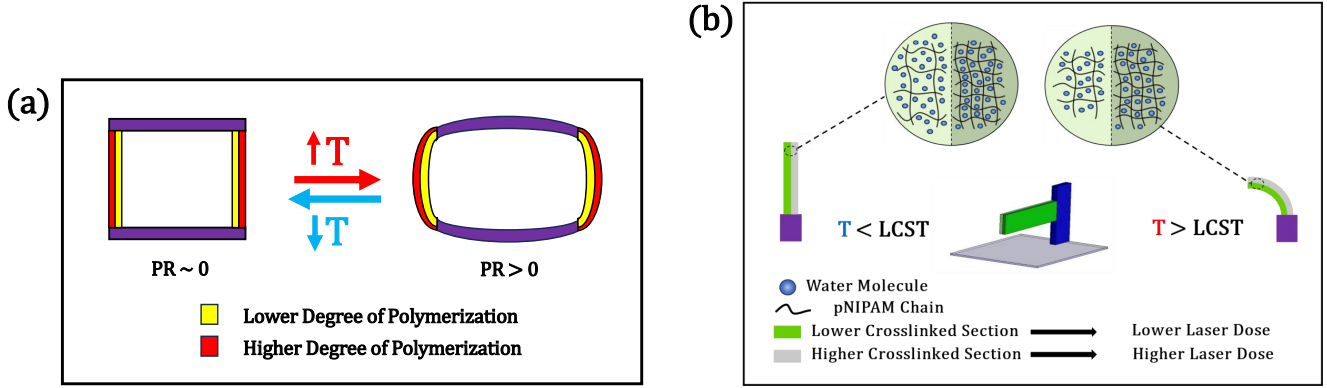 (a)
T
T
PR ~ 0
PR > 0
Lower Degree of Polymerization
Higher Degree of Polymerization
(b)
T < LCST
T > LCST
Water Molecule
pNIPAM Chain
Lower Crosslinked Section
Lower Laser Dose
Higher Crosslinked Section
Higher Laser Dose